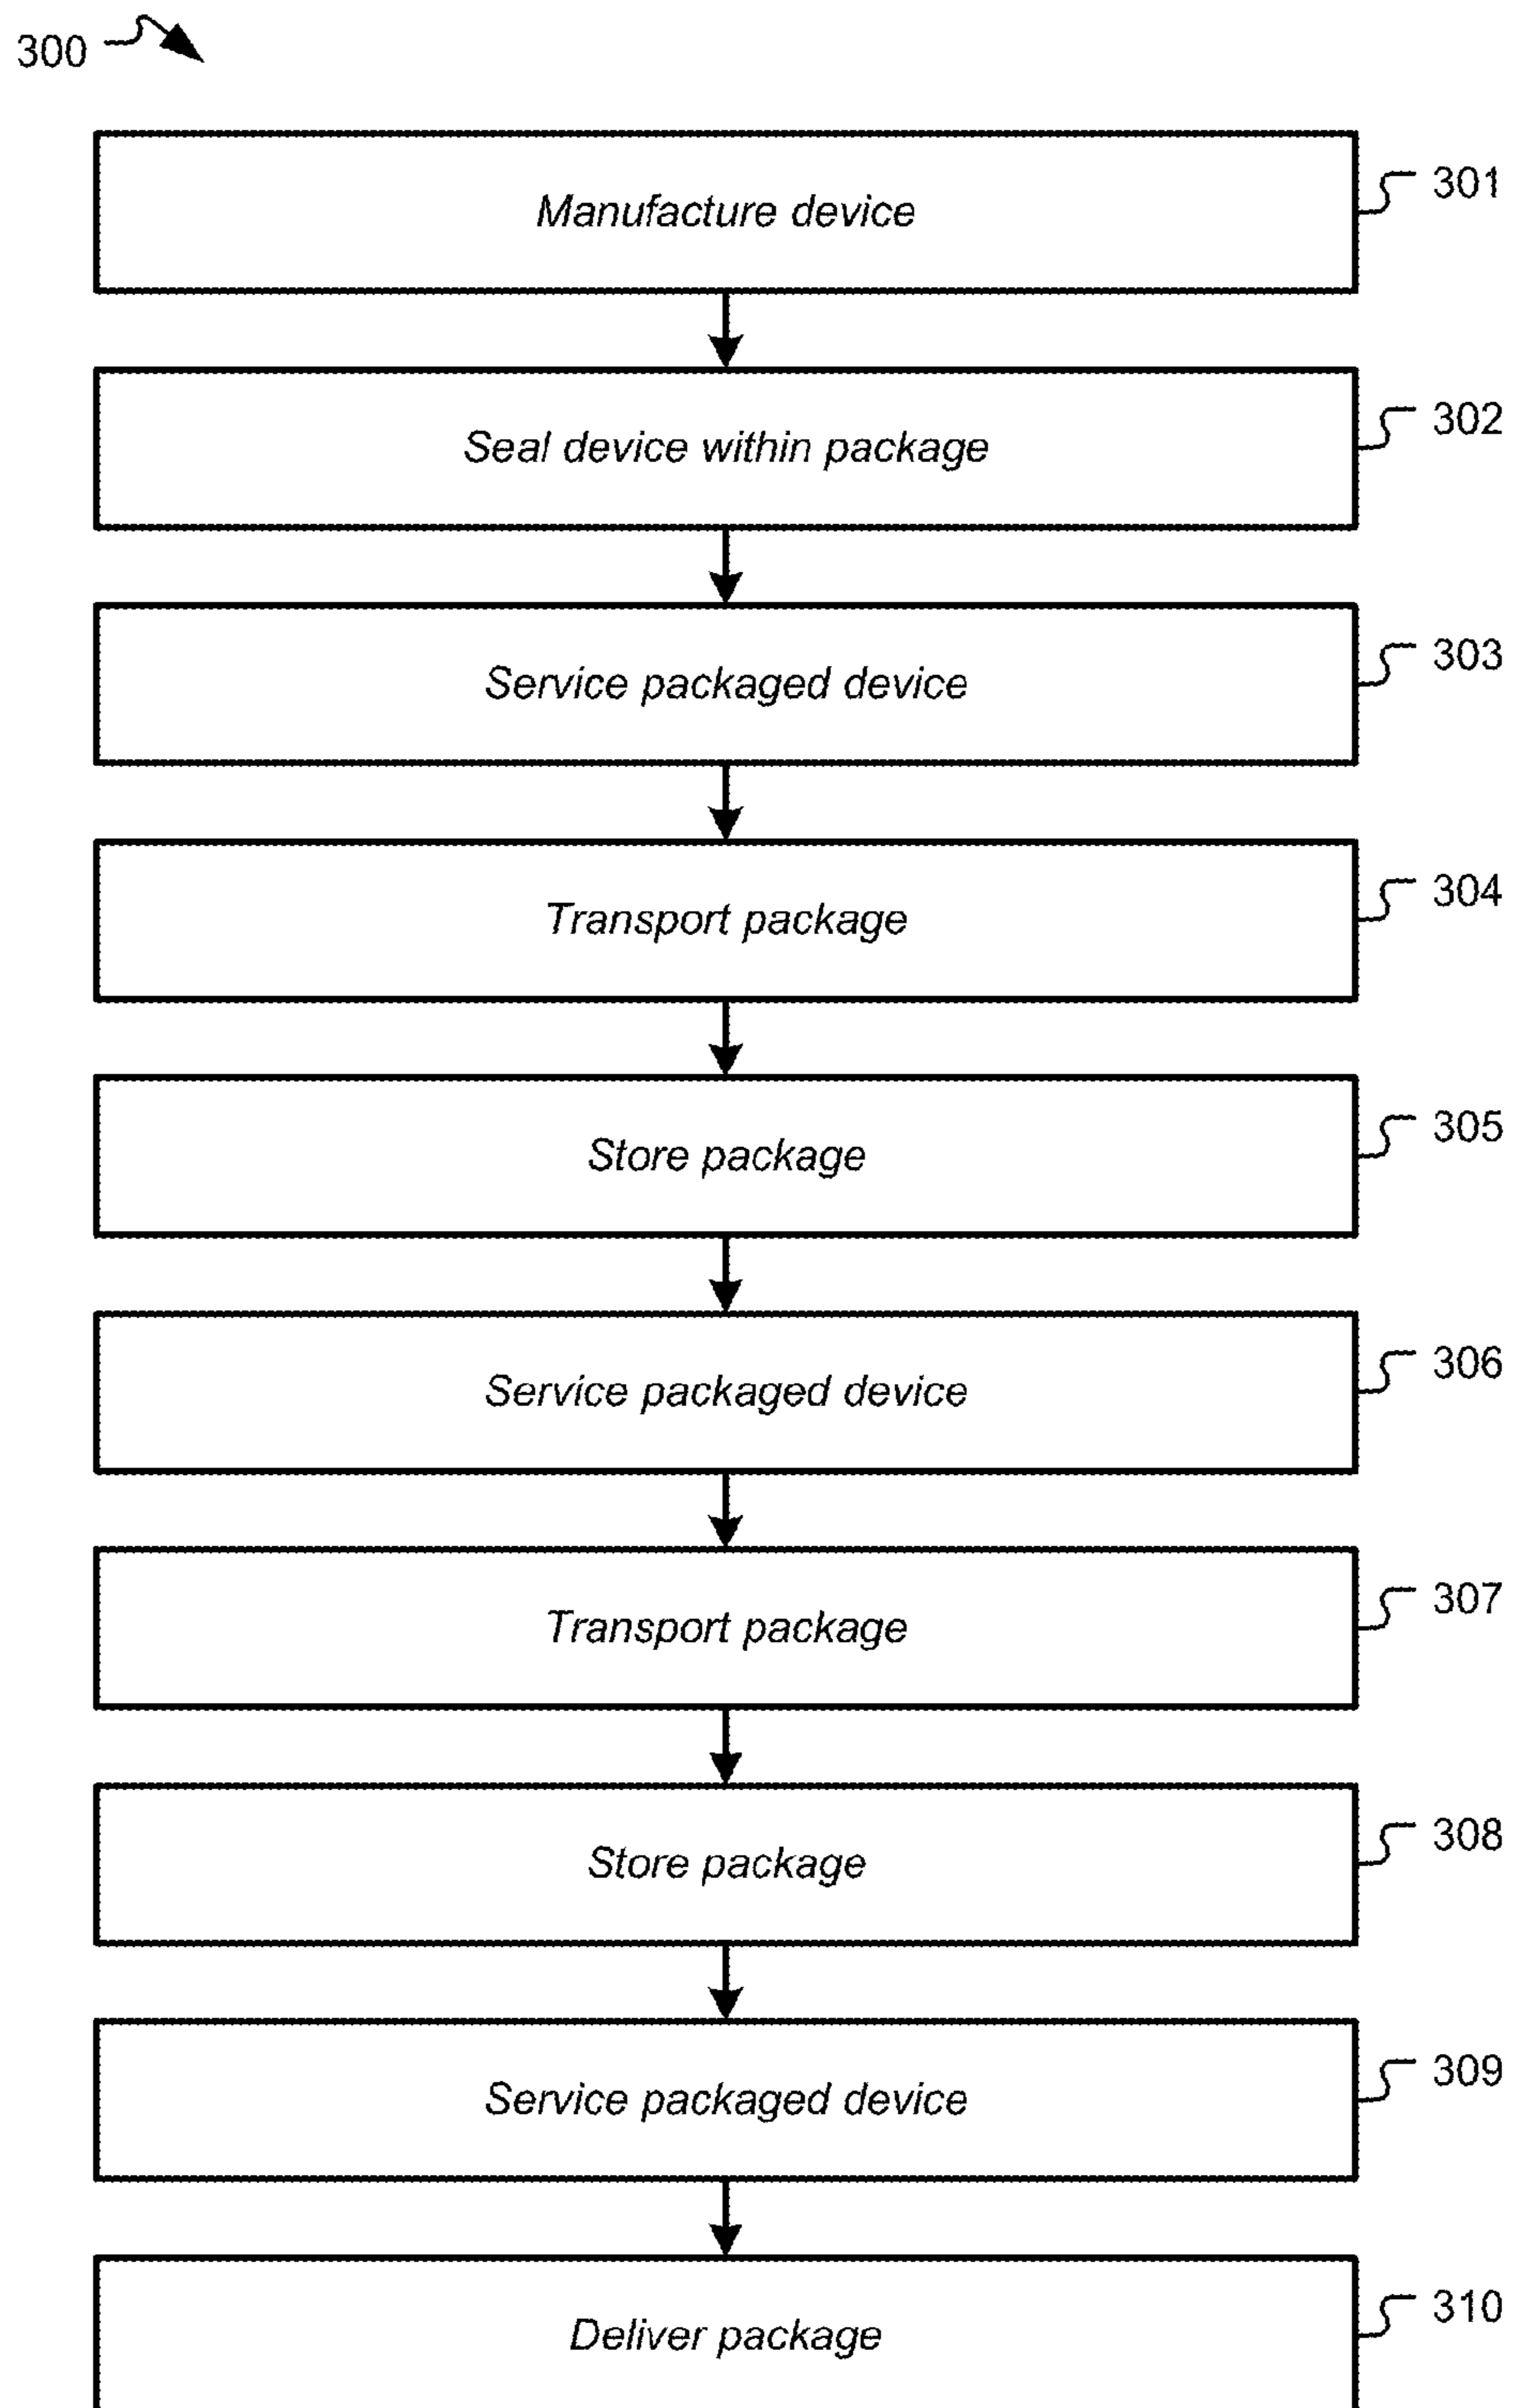 300
Manufacture device
301
Seal device within package
302
Service packaged device
303
Transport package
304
Store package
305
Service packaged device
306
Transport package
307
Store package
308
Service packaged device
309
Deliver package
310